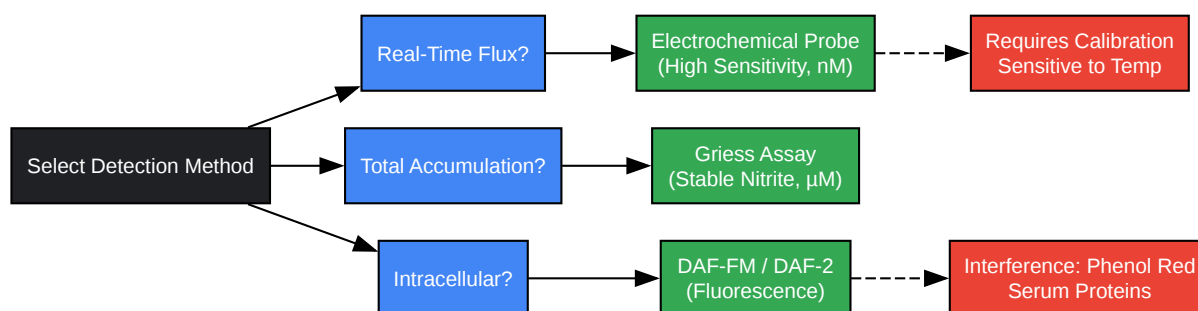 Real-Time Flux?
Electrochemical Probe
(High Sensitivity, nM)
Requires Calibration
Sensitive to Temp
Select Detection Method
Total Accumulation?
Griess Assay
(Stable Nitrite, µM)
Intracellular?
DAF-FM / DAF-2
(Fluorescence)
Interference: Phenol Red
Serum Proteins